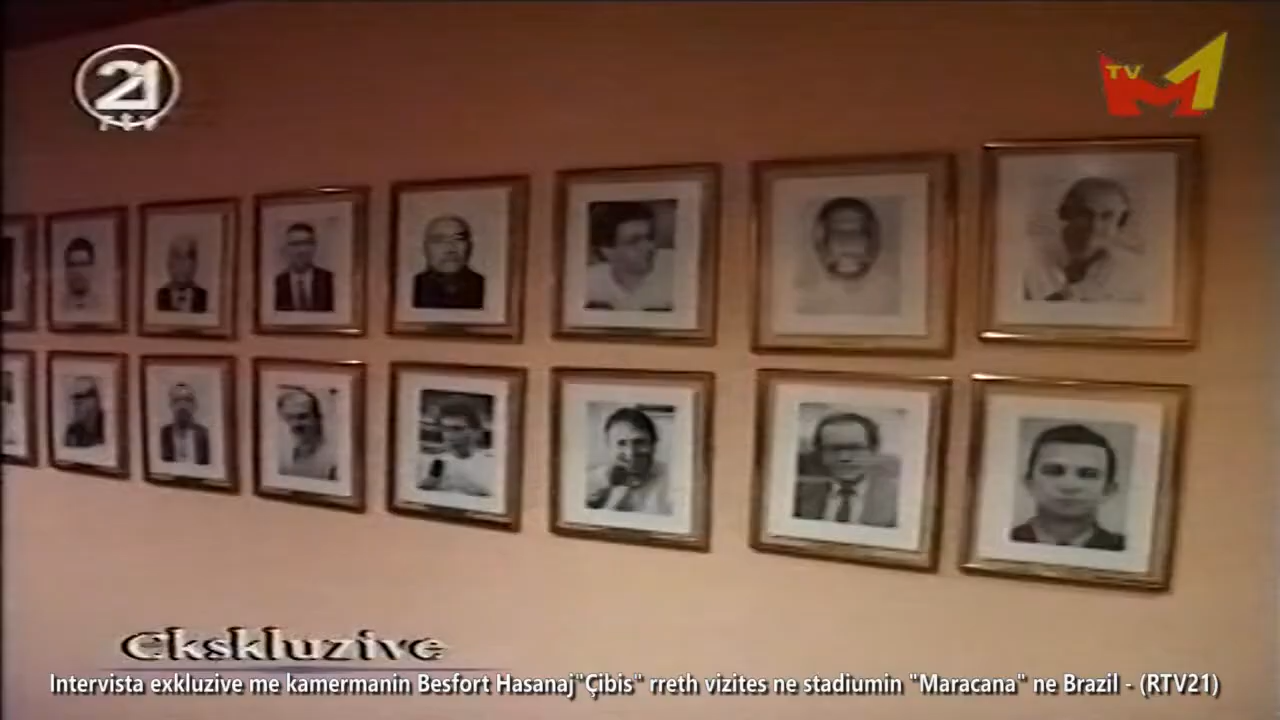 21
RTV
TV M1
Ekskluzive
Intervista exkluzive me kamermanin Besfort Hasanaj"Çibis" rreth vizites ne stadiumin "Maracana" ne Brazil - (RTV21)